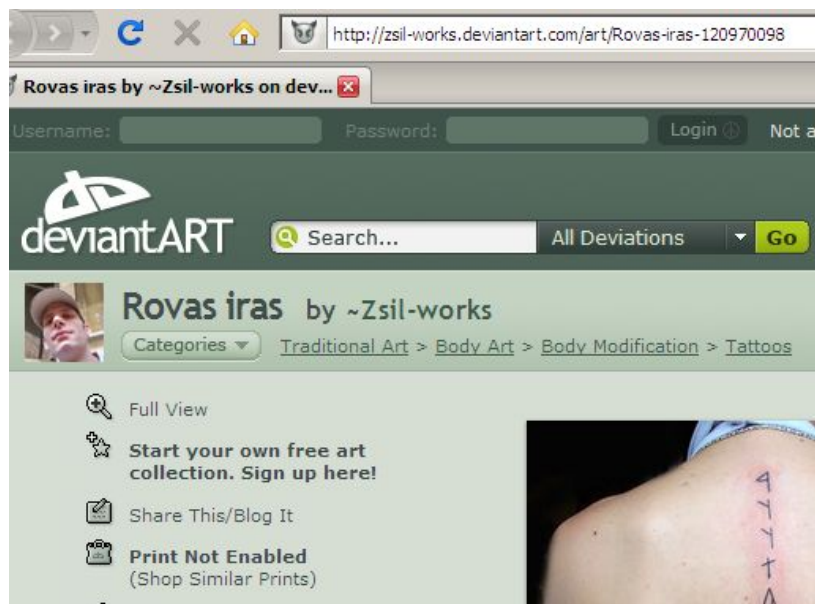 http://zsil-works.deviantart.com/art/Rovas-iras-120970098
Rovas iras by ~Zsil-works on dev...
Username: Password: Login Not a
deviantART
Search... All Deviations Go
Rovas iras by ~Zsil-works
Categories Traditional Art > Body Art > Body Modification > Tattoos
Full View
Start your own free art
collection. Sign up here!
Share This/Blog It
Print Not Enabled
(Shop Similar Prints)